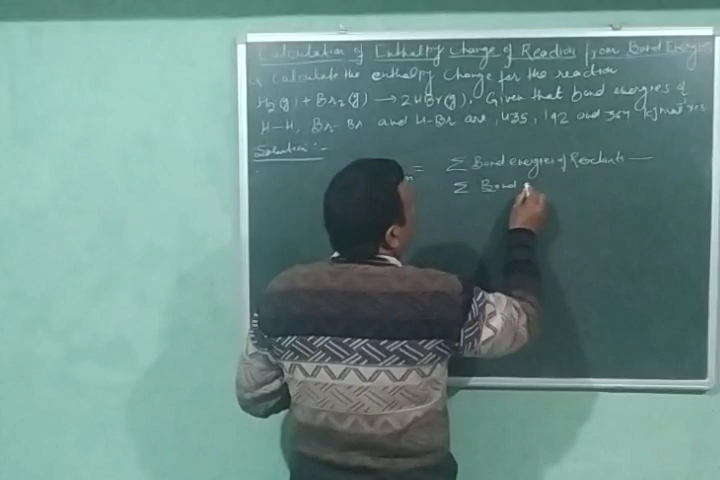 Calculation of Enthalpy Change of Reaction from Bond Energies
Q. Calculate the enthalpy change for the reaction
H₂(g) + Br₂(g) → 2HBr(g). Given that bond energies of
H-H, Br-Br and H-Br are, 435, 192 and 364 kJ mol⁻¹ res.
Solution:-
= Σ Bond energies of Reactants —
Σ Bond